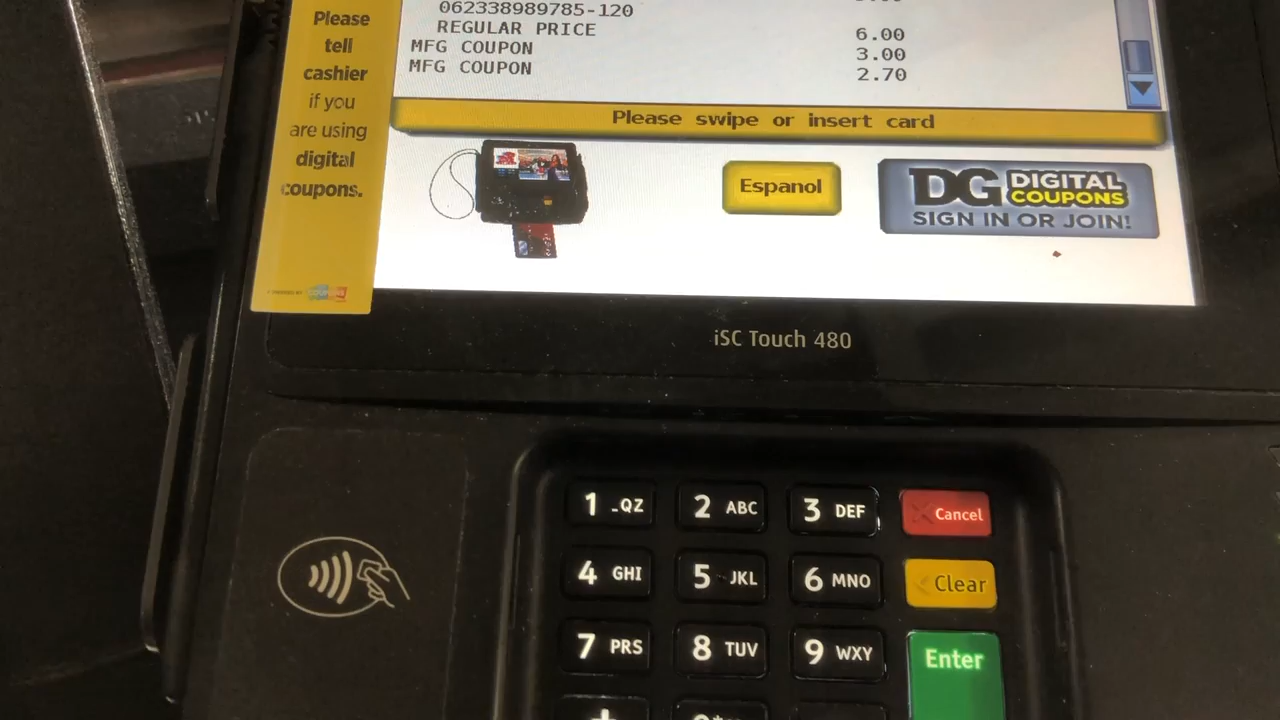 Please
tell
cashier
if you
are using
digital
coupons.
062338989785-120
REGULAR PRICE 6.00
MFG COUPON 3.00
MFG COUPON 2.70
Please swipe or insert card
Espanol
DG DIGITAL
COUPONS
SIGN IN OR JOIN!
iSC Touch 480
1 -QZ
2 ABC
3 DEF
Cancel
4 GHI
5 JKL
6 MNO
Clear
7 PRS
8 TUV
9 WXY
Enter